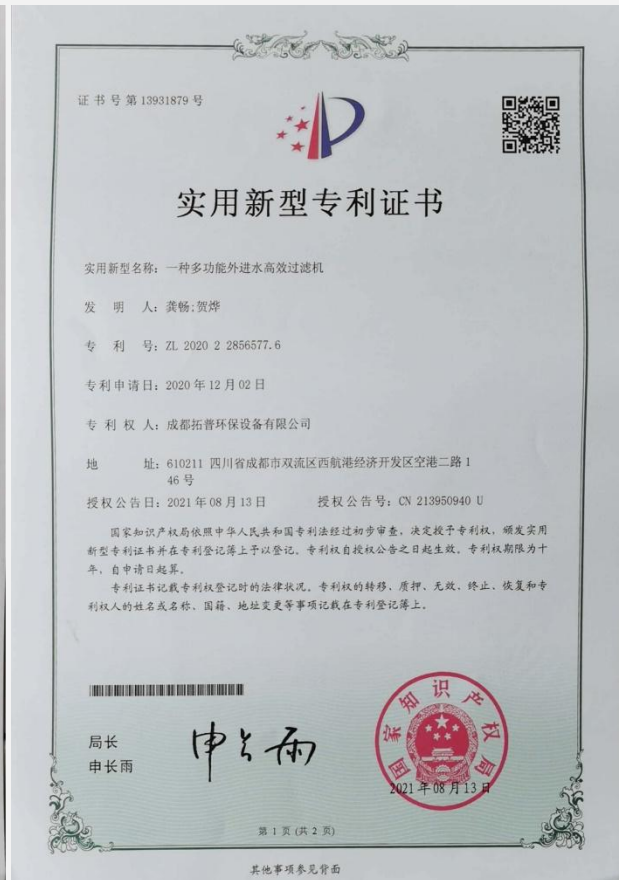 证书号第13931879号
实用新型专利证书
实用新型名称：一种多功能外进水高效过滤机
发明人：龚畅;贺烨
专利号：ZL 2020 2 2856577.6
专利申请日：2020年12月02日
专利权人：成都拓普环保设备有限公司
地址：610211 四川省成都市双流区西航港经济开发区空港二路1
46号
授权公告日：2021年08月13日 授权公告号：CN 213950940 U
国家知识产权局依照中华人民共和国专利法经过初步审查，决定授予专利权，颁发实用
新型专利证书并在专利登记簿上予以登记。专利权自授权公告之日起生效。专利权期限为十
年，自申请日起算。
专利证书记载专利权登记时的法律状况。专利权的转移、质押、无效、终止、恢复和专
利权人的姓名或名称、国籍、地址变更等事项记载在专利登记簿上。
局长
申长雨
申长雨
国家知识产权局
2021年08月13日
第 1 页 (共 2 页)
其他事项参见背面